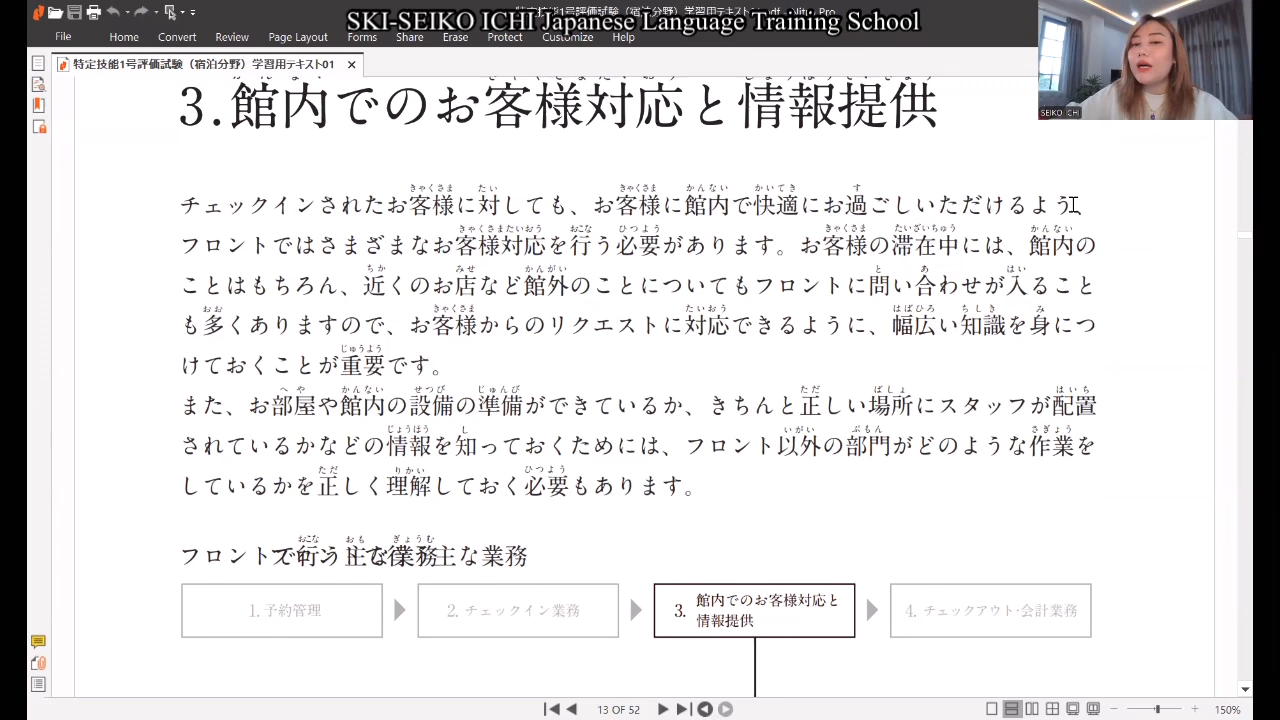 SKI-SEIKO ICHI Japanese Language Training School
File Home Convert Review Page Layout Forms Share Erase Protect Customize Help
特定技能1号評価試験（宿泊分野）学習用テキスト01
SEIKO ICHI
3.館内でのお客様対応と情報提供
チェックインされたお客様に対しても、お客様に館内で快適にお過ごしいただけるよう、
フロントではさまざまなお客様対応を行う必要があります。お客様の滞在中には、館内の
ことはもちろん、近くのお店など館外のことについてもフロントに問い合わせが入ること
も多くありますので、お客様からのリクエストに対応できるように、幅広い知識を身につ
けておくことが重要です。
また、お部屋や館内の設備の準備ができているか、きちんと正しい場所にスタッフが配置
されているかなどの情報を知っておくためには、フロント以外の部門がどのような作業を
しているかを正しく理解しておく必要もあります。
フロントで行う主な業務
1. 予約管理
2. チェックイン業務
3. 館内でのお客様対応と
情報提供
4. チェックアウト・会計業務
13 OF 52
150%